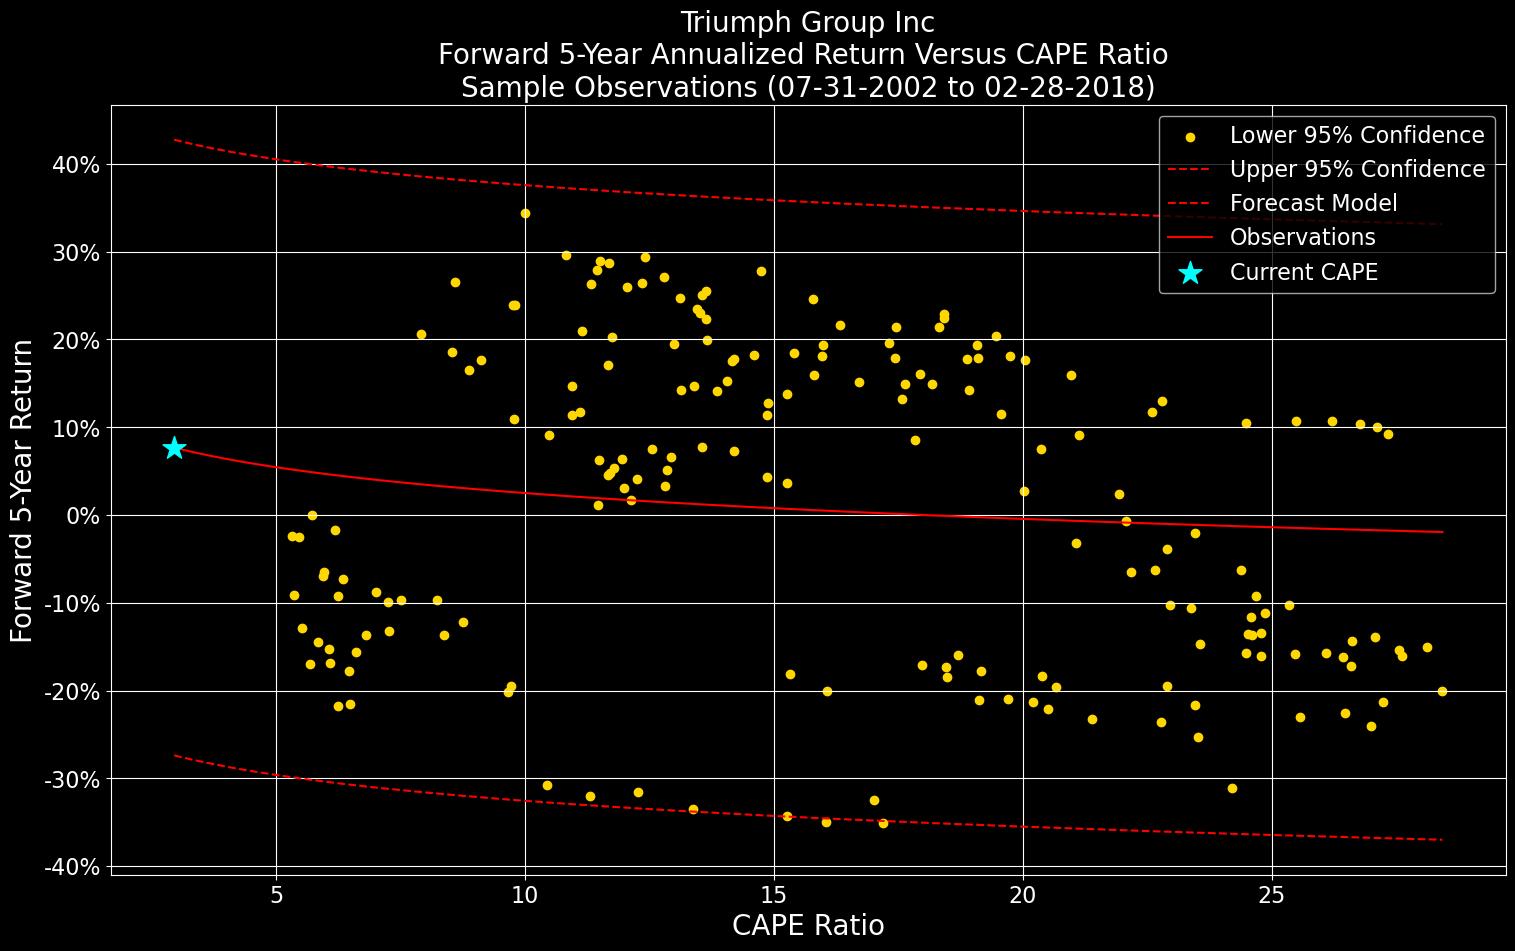 Triumph Group Inc
Forward 5-Year Annualized Return Versus CAPE Ratio
Sample Observations (07-31-2002 to 02-28-2018)
Lower 95% Confidence
Upper 95% Confidence
Forecast Model
Observations
Current CAPE
Forward 5-Year Return
40%
30%
20%
10%
0%
-10%
-20%
-30%
-40%
5 10 15 20 25
CAPE Ratio